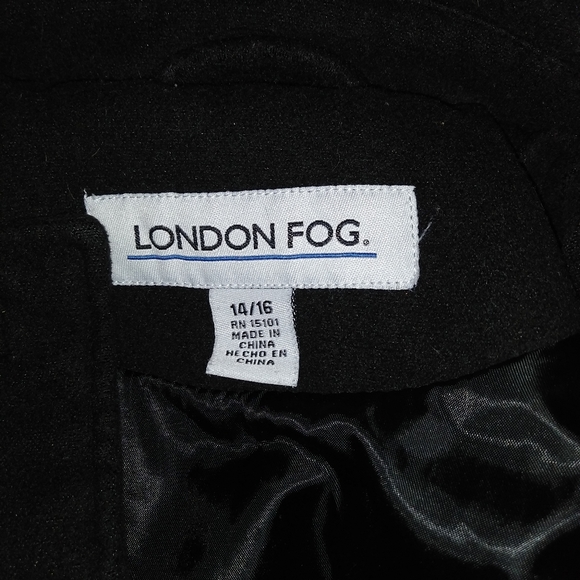 LONDON FOG®
14/16
RN 15101
MADE IN
CHINA
HECHO EN
CHINA